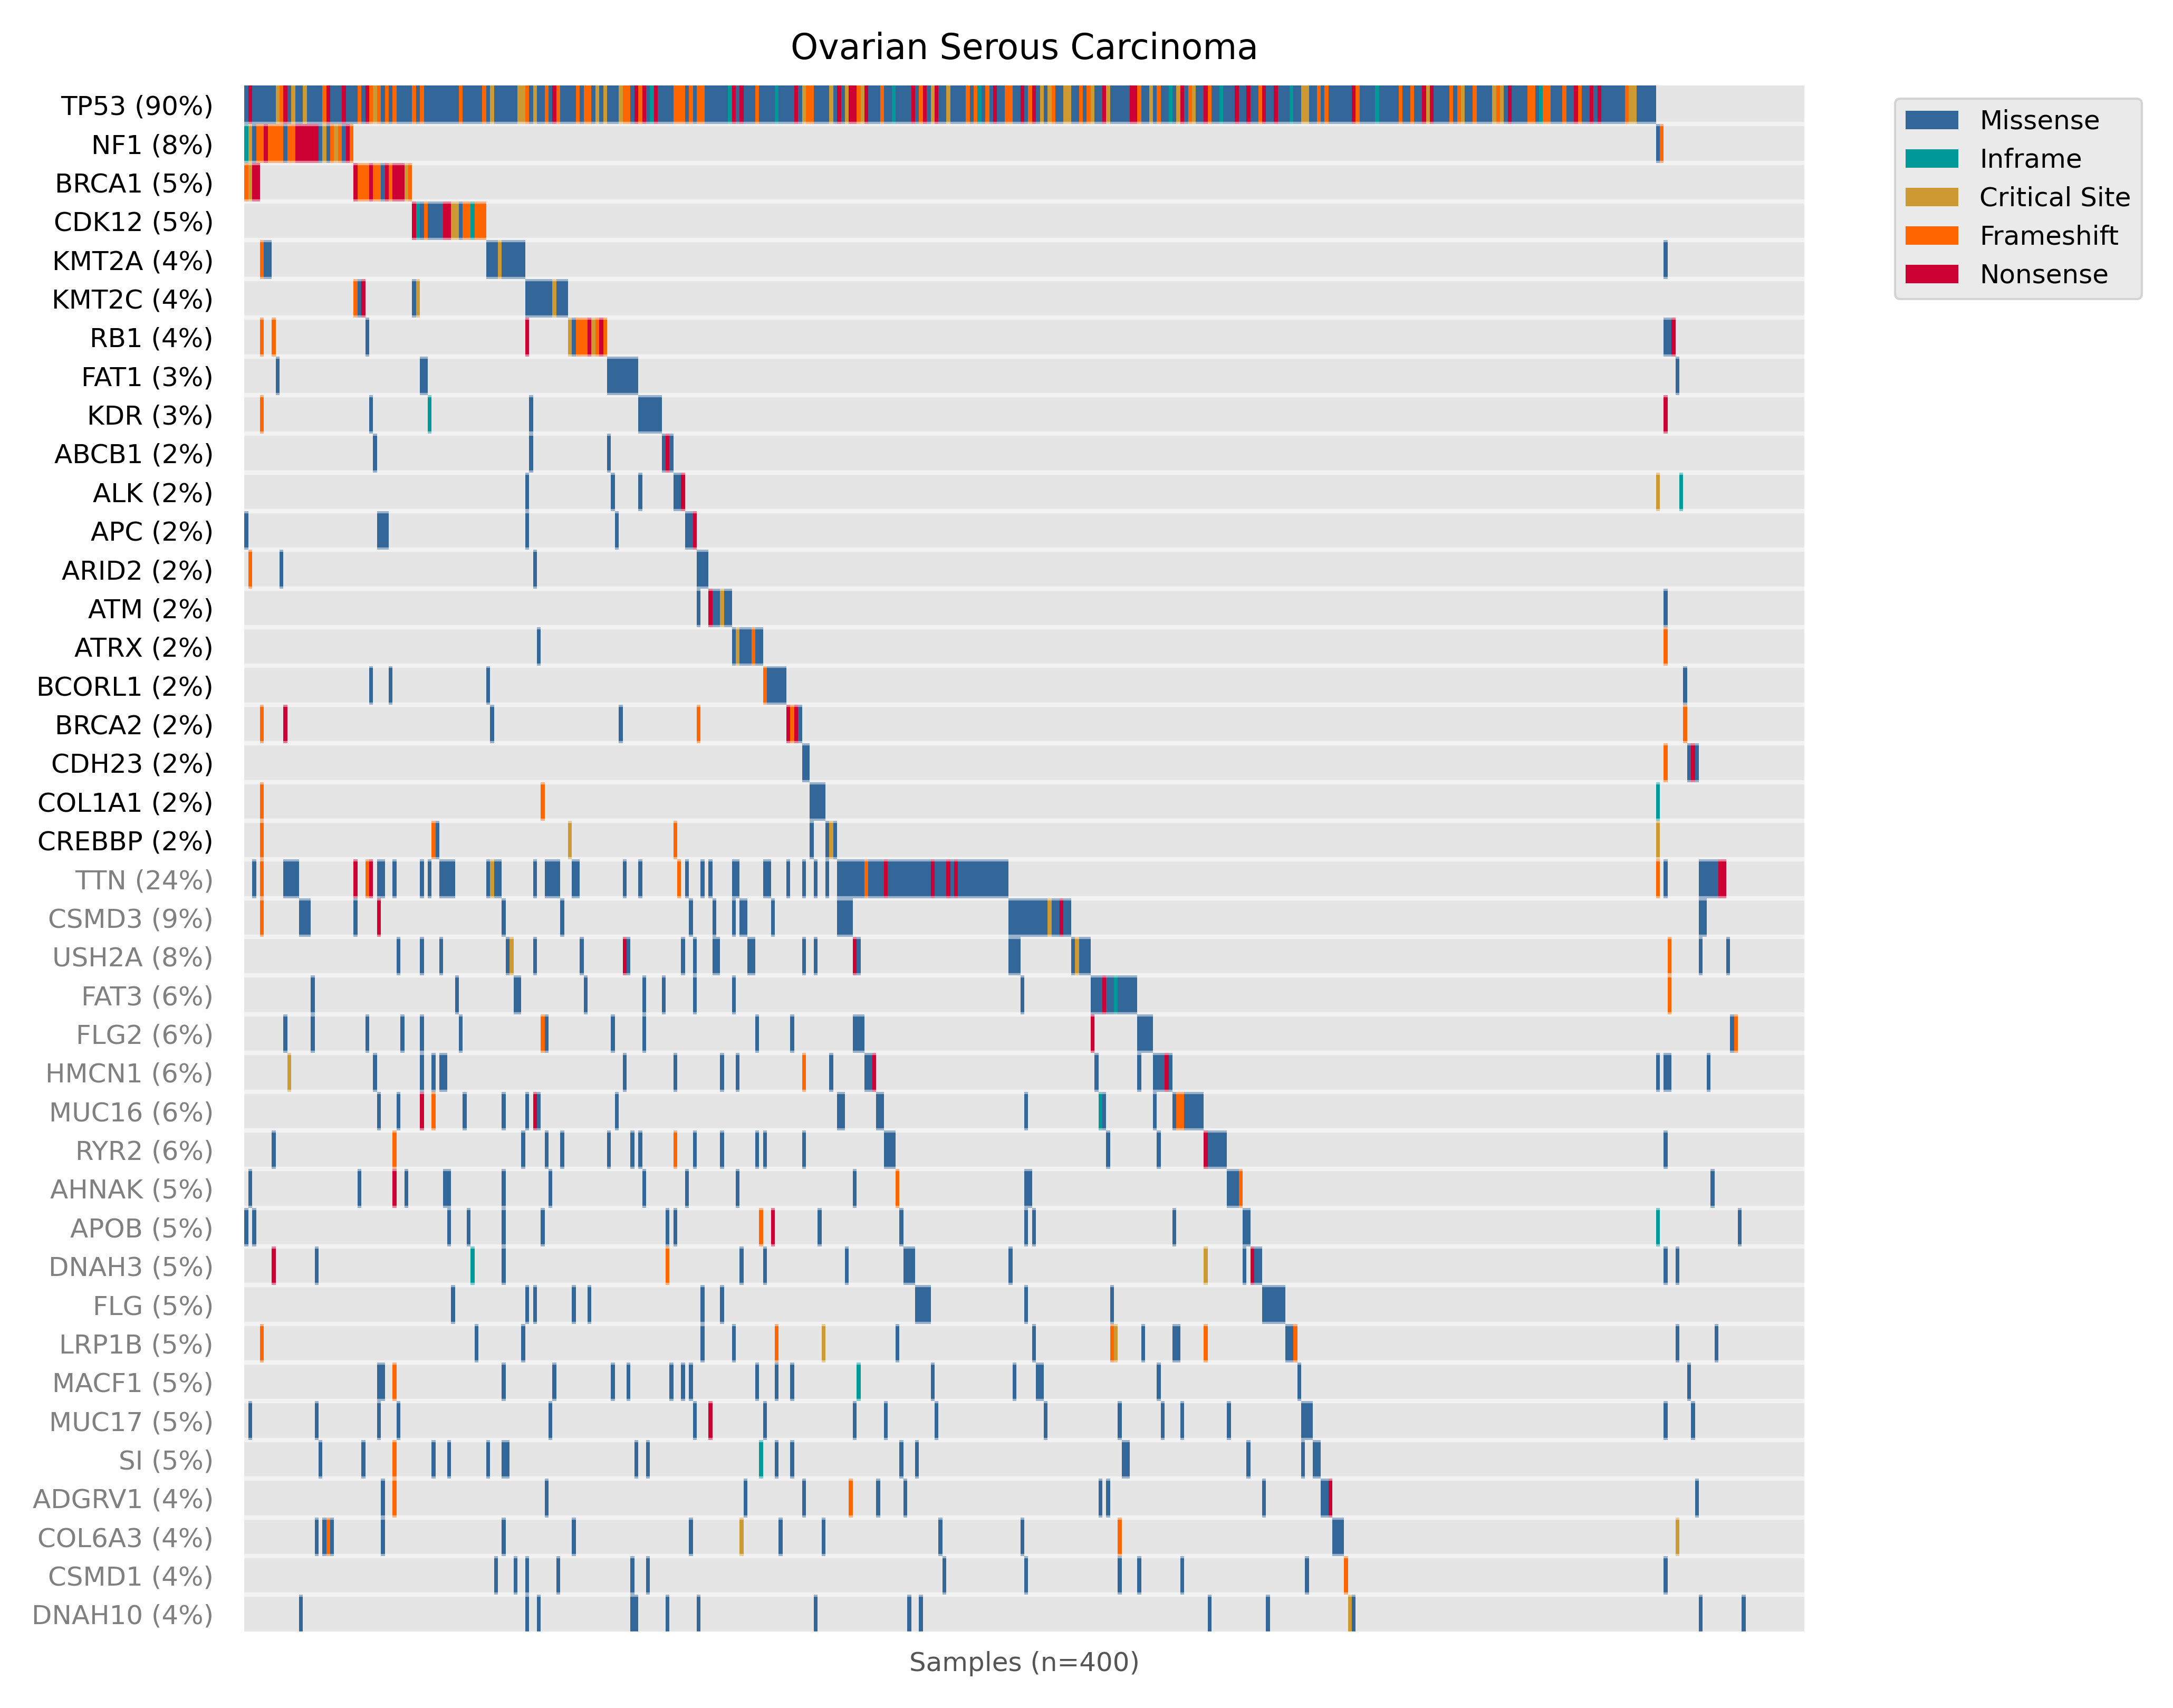 Ovarian Serous Carcinoma
TP53 (90%)
NF1 (8%)
BRCA1 (5%)
CDK12 (5%)
KMT2A (4%)
KMT2C (4%)
RB1 (4%)
FAT1 (3%)
KDR (3%)
ABCB1 (2%)
ALK (2%)
APC (2%)
ARID2 (2%)
ATM (2%)
ATRX (2%)
BCORL1 (2%)
BRCA2 (2%)
CDH23 (2%)
COL1A1 (2%)
CREBBP (2%)
TTN (24%)
CSMD3 (9%)
USH2A (8%)
FAT3 (6%)
FLG2 (6%)
HMCN1 (6%)
MUC16 (6%)
RYR2 (6%)
AHNAK (5%)
APOB (5%)
DNAH3 (5%)
FLG (5%)
LRP1B (5%)
MACF1 (5%)
MUC17 (5%)
SI (5%)
ADGRV1 (4%)
COL6A3 (4%)
CSMD1 (4%)
DNAH10 (4%)
Samples (n=400)
Missense
Inframe
Critical Site
Frameshift
Nonsense